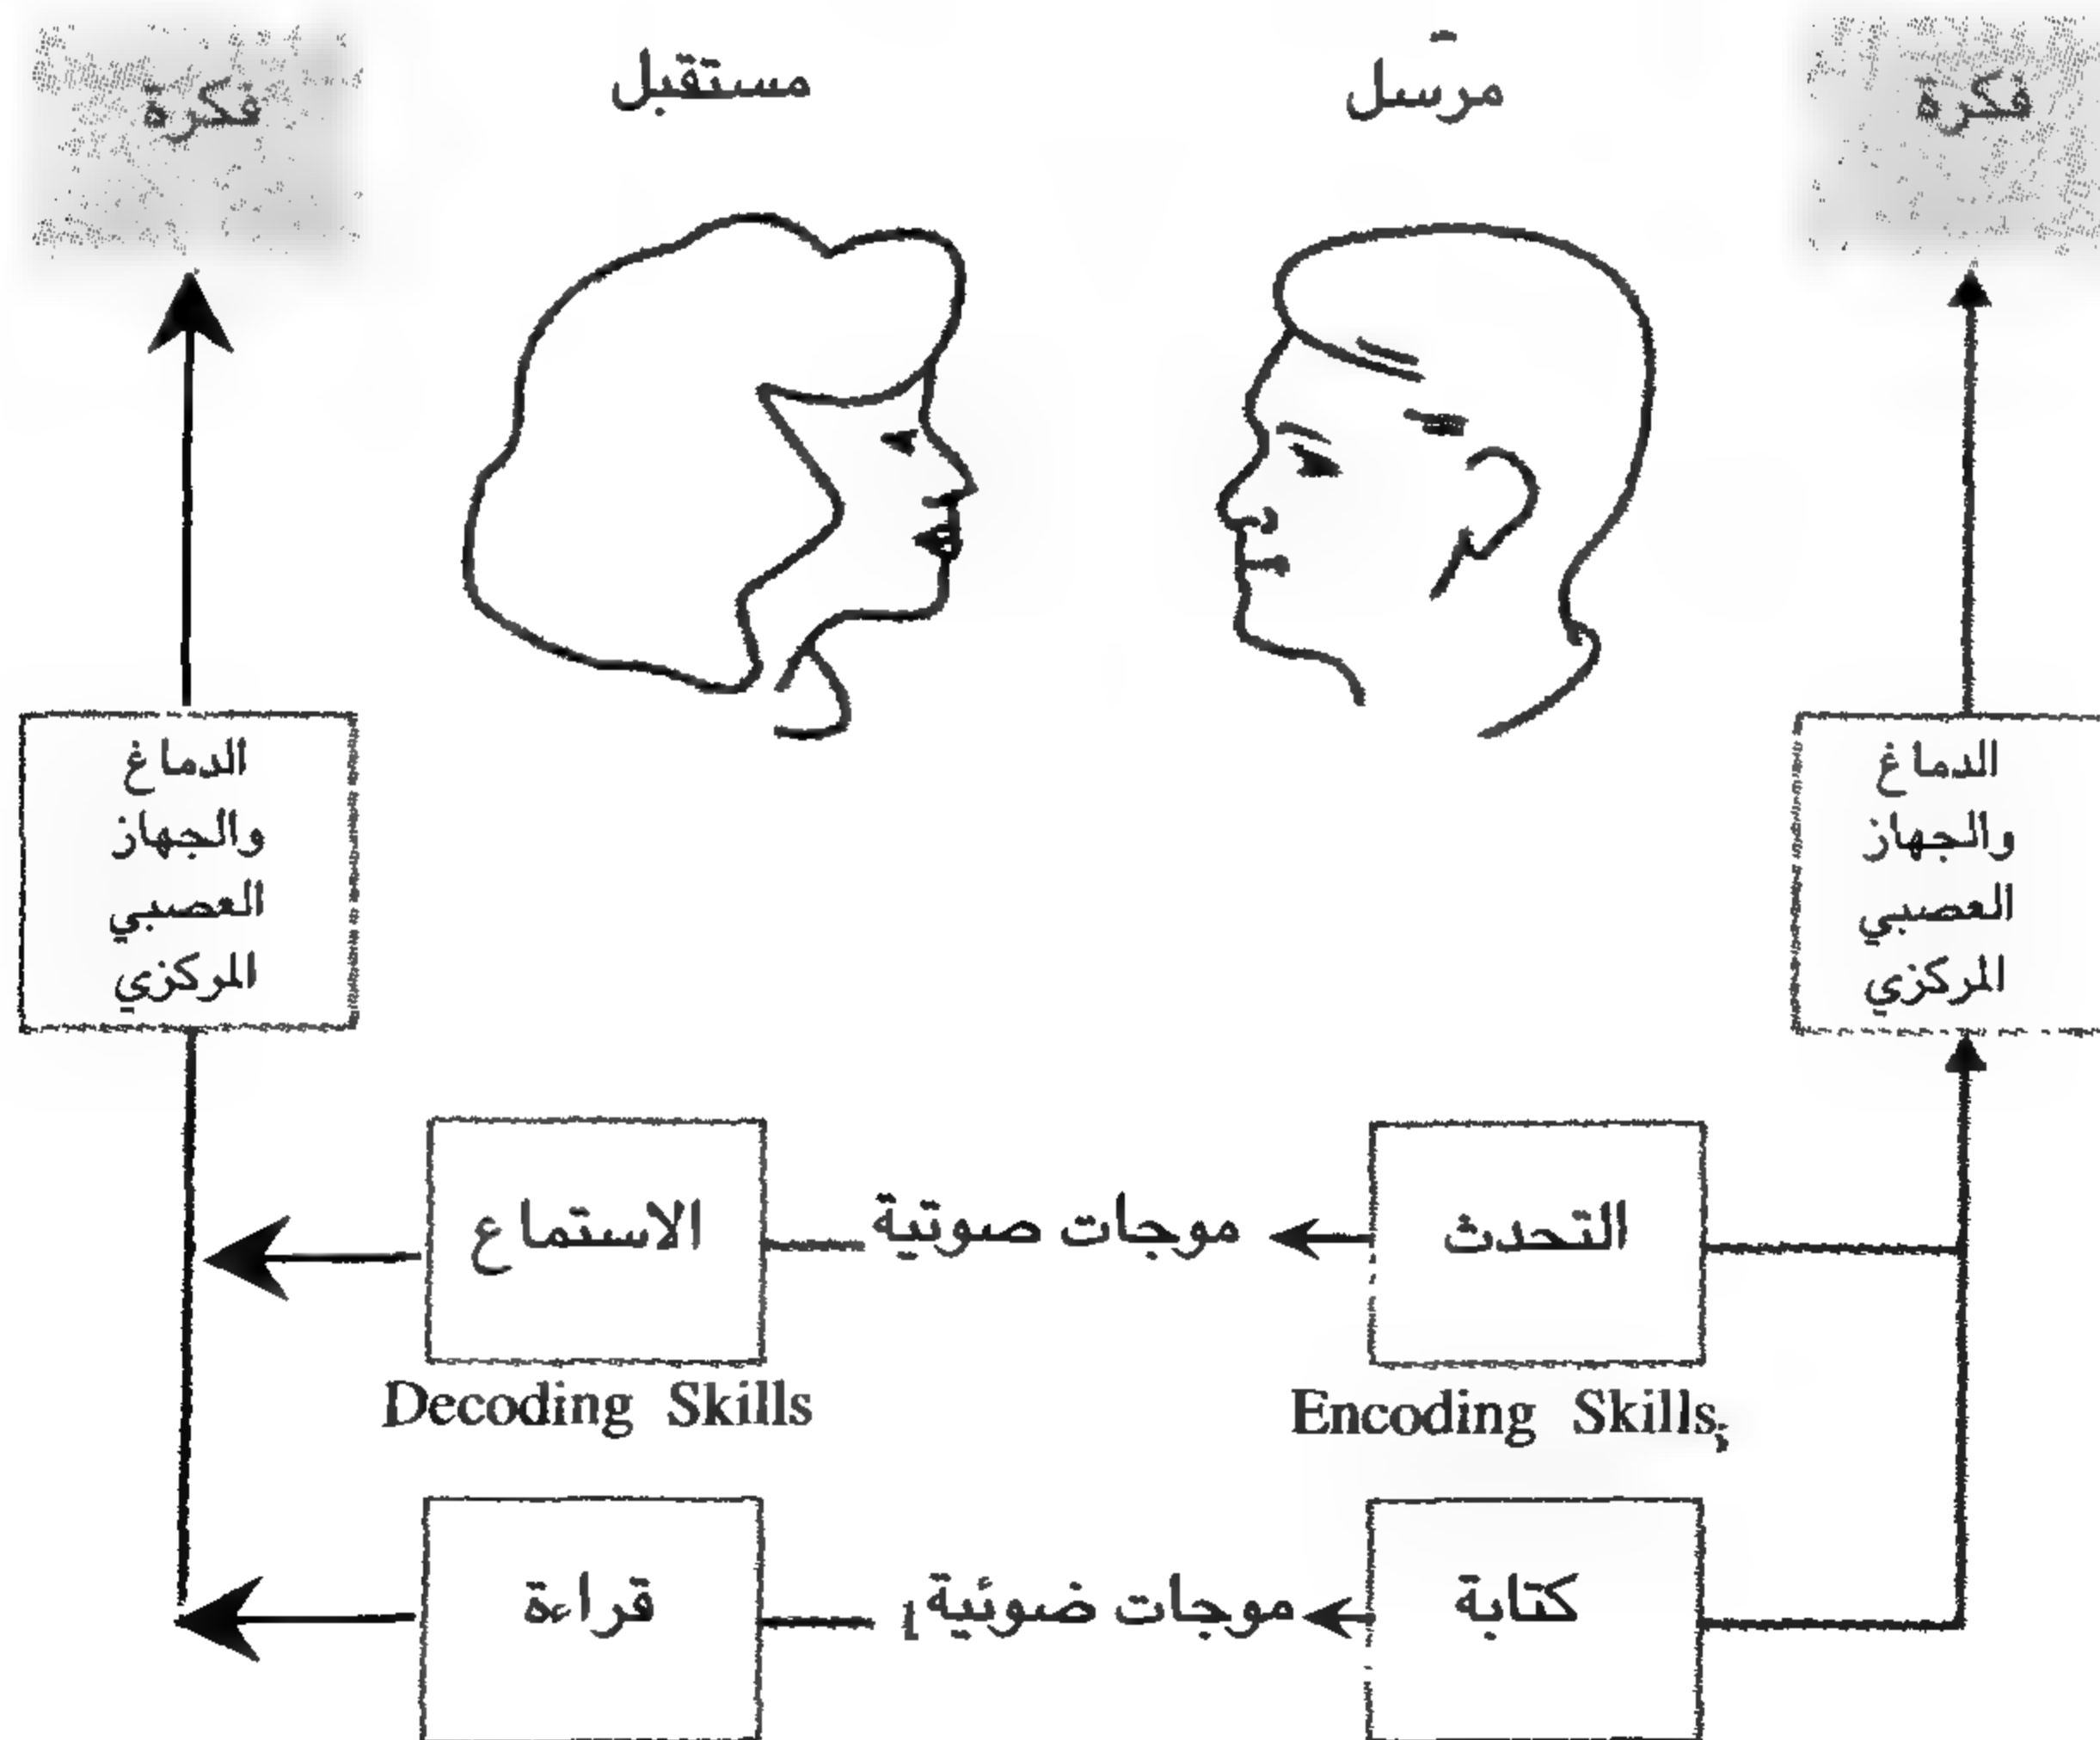 فكرة
مرسل
مستقبل
فكرة
الدماغ
والجهاز
العصبي
المركزي
الدماغ
والجهاز
العصبي
المركزي
التحدث
موجات صوتية
الاستماع
Encoding Skills
Decoding Skills
كتابة
موجات ضوئية
قراءة